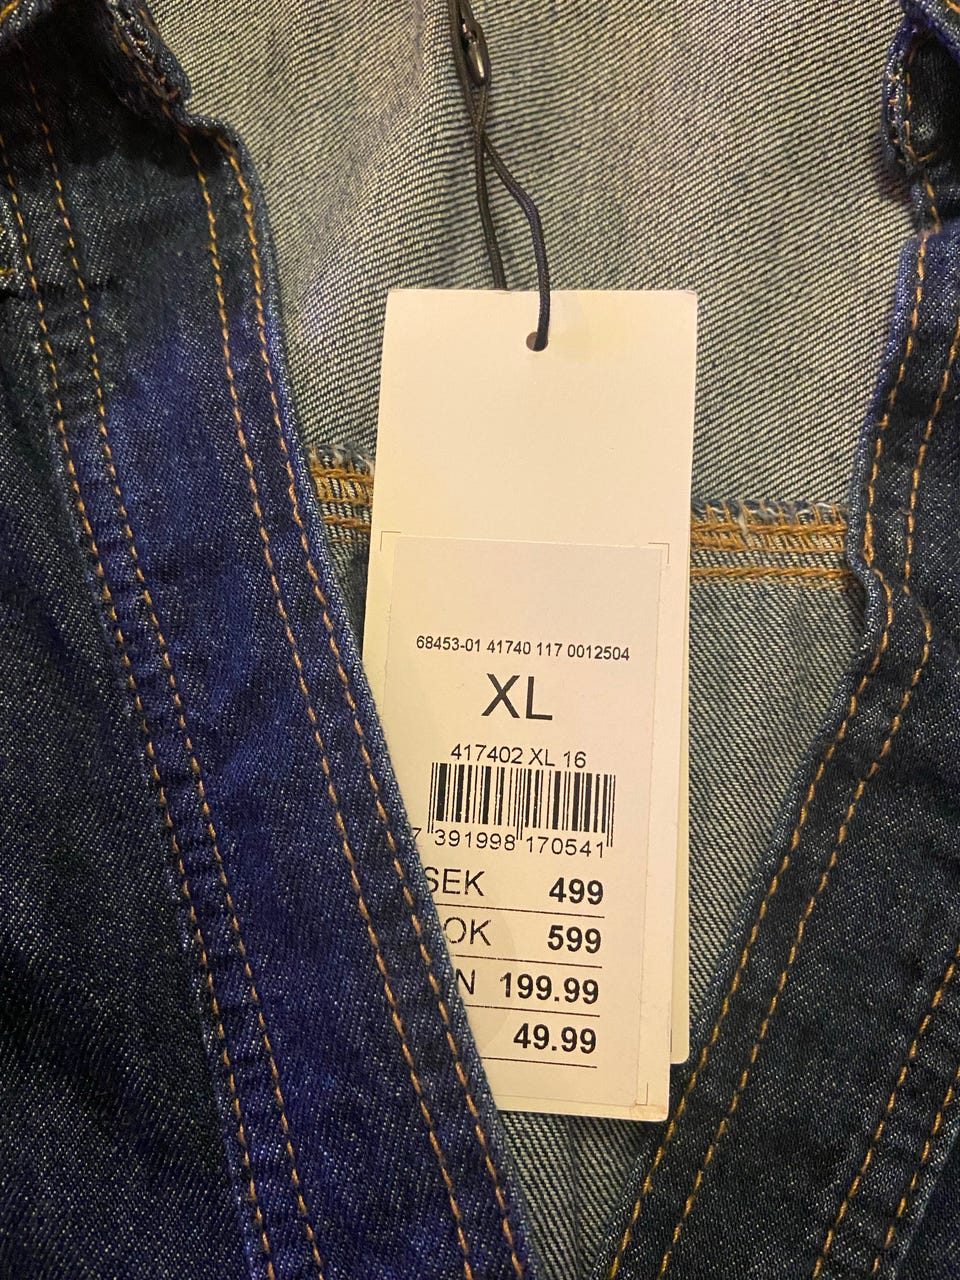 68453-01 41740 117 0012504
XL
417402 XL 16
7 391998 170541
SEK 499
OK 599
N 199.99
49.99